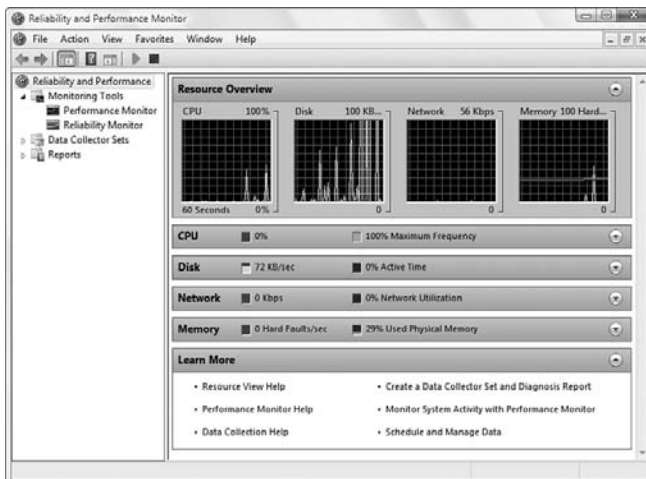 Reliability and Performance Monitor
File Action View Favorites Window Help
Reliability and Performance
Monitoring Tools
Performance Monitor
Reliability Monitor
Data Collector Sets
Reports
Resource Overview
CPU 100%
Disk 100 KB...
Network 56 Kbps
Memory 100 Hard...
60 Seconds 0%
0
0
0
CPU 0% 100% Maximum Frequency
Disk 72 KB/sec 0% Active Time
Network 0 Kbps 0% Network Utilization
Memory 0 Hard Faults/sec 29% Used Physical Memory
Learn More
• Resource View Help
• Create a Data Collector Set and Diagnosis Report
• Performance Monitor Help
• Monitor System Activity with Performance Monitor
• Data Collection Help
• Schedule and Manage Data